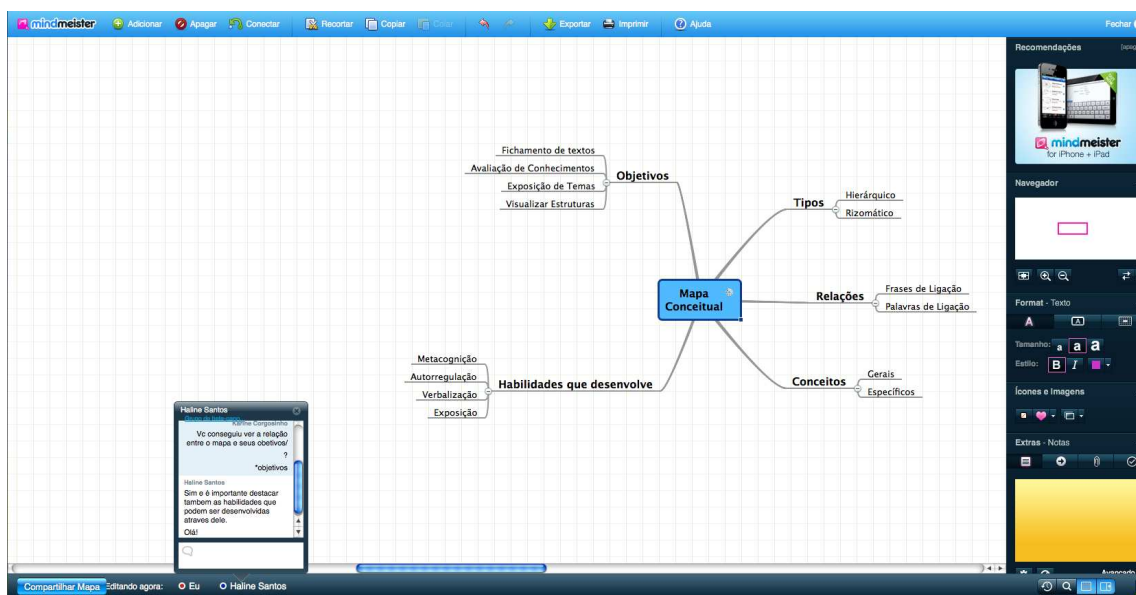 mindmeister
Adicionar
Apagar
Conectar
Recortar
Copiar
Colar
Exportar
Imprimir
Ajuda
Fechar
Recomendações
mindmeister
for iPhone + iPad
Navegador
Format - Texto
A
A
Tamanho: a a a
Estilo: B I
Ícones e Imagens
Extras - Notas
Avançado
Fichamento de textos
Avaliação de Conhecimentos
Exposição de Temas
Visualizar Estruturas
Objetivos
Tipos
Hierárquico
Rizomático
Mapa
Conceitual
Relações
Frases de Ligação
Palavras de Ligação
Conceitos
Gerais
Específicos
Habilidades que desenvolve
Metacognição
Autorregulação
Verbalização
Exposição
Haline Santos
Karine Corgosinho
Vc conseguiu ver a relação
entre o mapa e seus obetivos/
?
*objetivos
Haline Santos
Sim e é importante destacar
tambem as habilidades que
podem ser desenvolvidas
atraves dele.
Olá!
Compartilhar Mapa
Editando agora:
Eu
Haline Santos